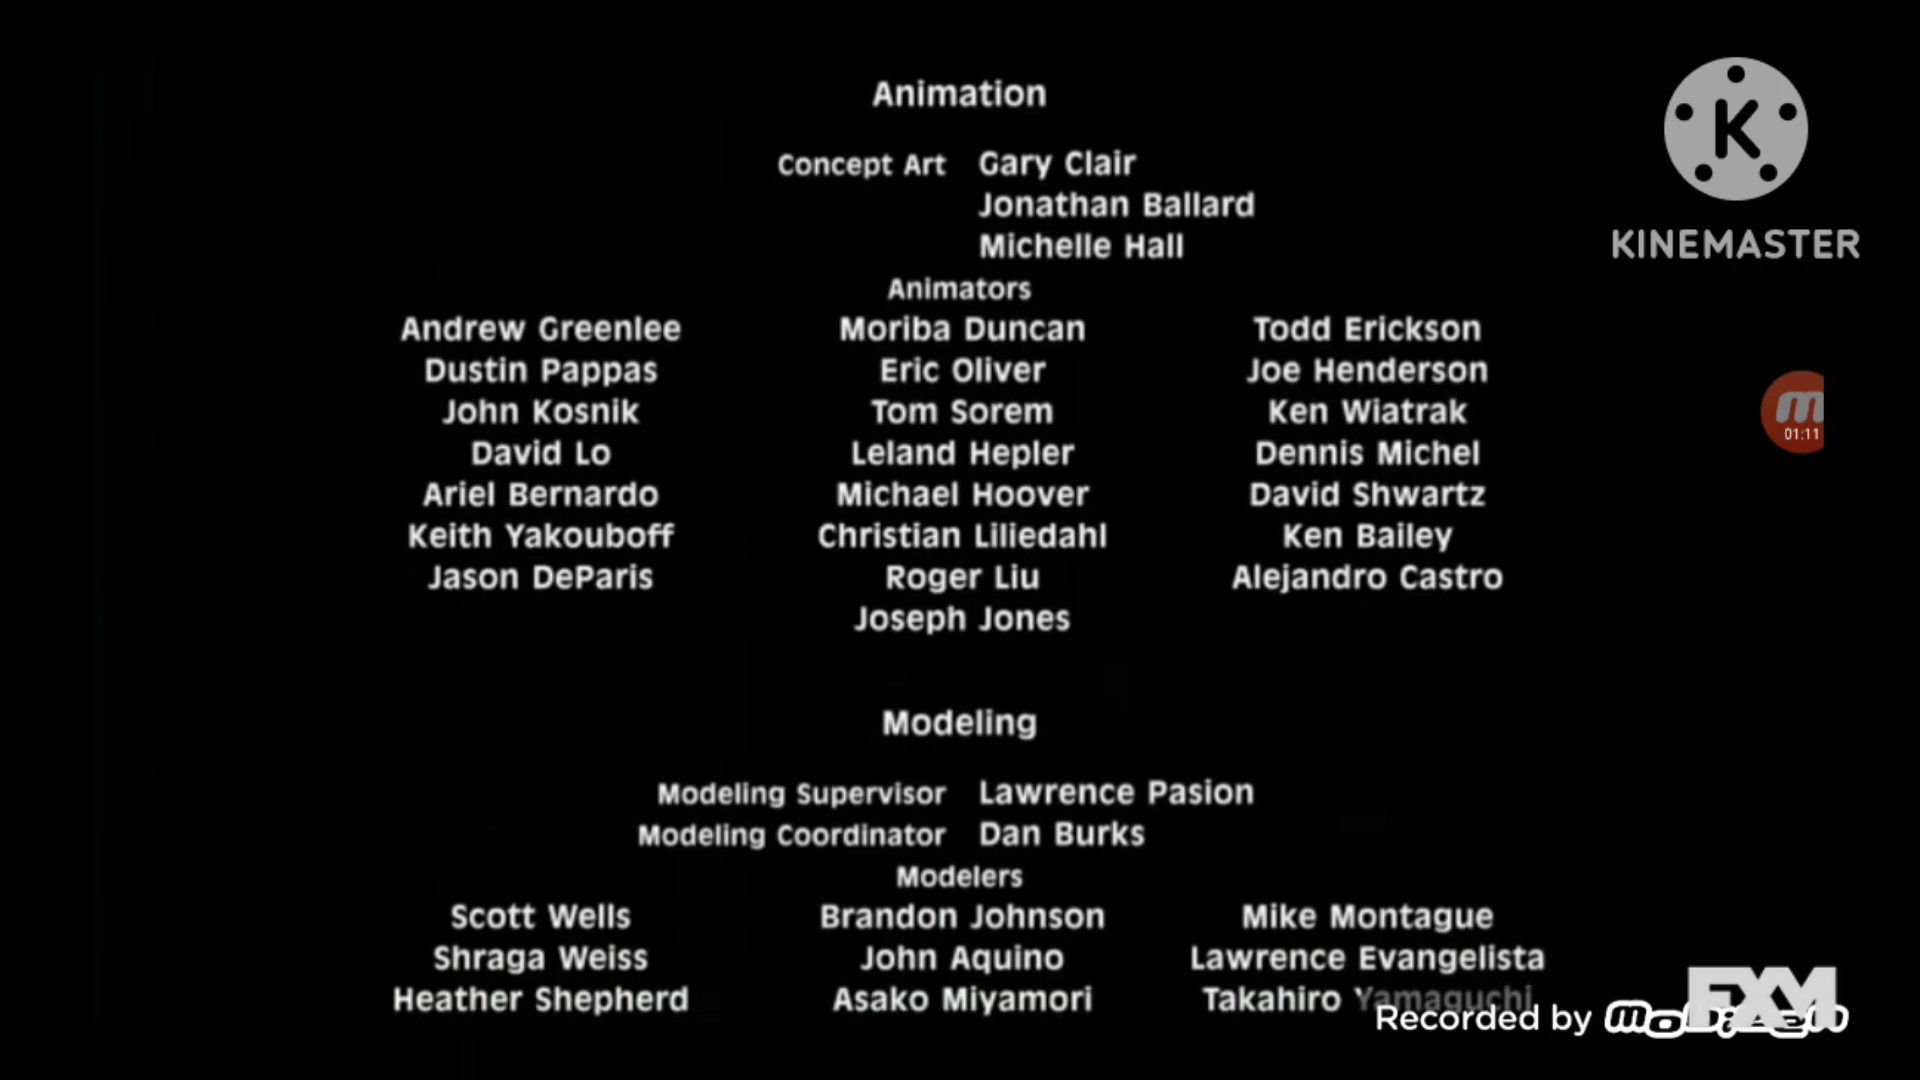 Animation
Concept Art Gary Clair
Jonathan Ballard
Michelle Hall
Animators
Andrew Greenlee Moriba Duncan Todd Erickson
Dustin Pappas Eric Oliver Joe Henderson
John Kosnik Tom Sorem Ken Wiatrak
David Lo Leland Hepler Dennis Michel
Ariel Bernardo Michael Hoover David Shwartz
Keith Yakouboff Christian Liliedahl Ken Bailey
Jason DeParis Roger Liu Alejandro Castro
Joseph Jones
Modeling
Modeling Supervisor Lawrence Pasion
Modeling Coordinator Dan Burks
Modelers
Scott Wells Brandon Johnson Mike Montague
Shraga Weiss John Aquino Lawrence Evangelista
Heather Shepherd Asako Miyamori Takahiro Yamaguchi
K
KINEMASTER
m
01:11
FXM
Recorded by